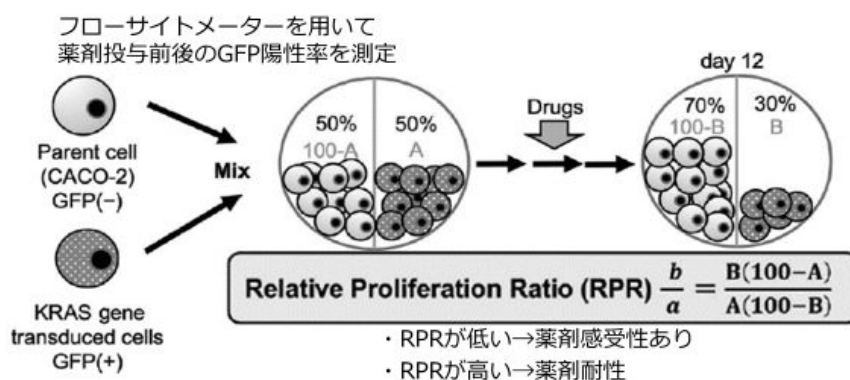 フローサイトメーターを用いて
薬剤投与前後のGFP陽性率を測定
Parent cell
(CACO-2)
GFP(−)
KRAS gene
transduced cells
GFP(+)
Mix
50%
100-A
50%
A
Drugs
day 12
70%
100-B
30%
B
Relative Proliferation Ratio (RPR) b/a = B(100−A)/A(100−B)
・RPRが低い→薬剤感受性あり
・RPRが高い→薬剤耐性